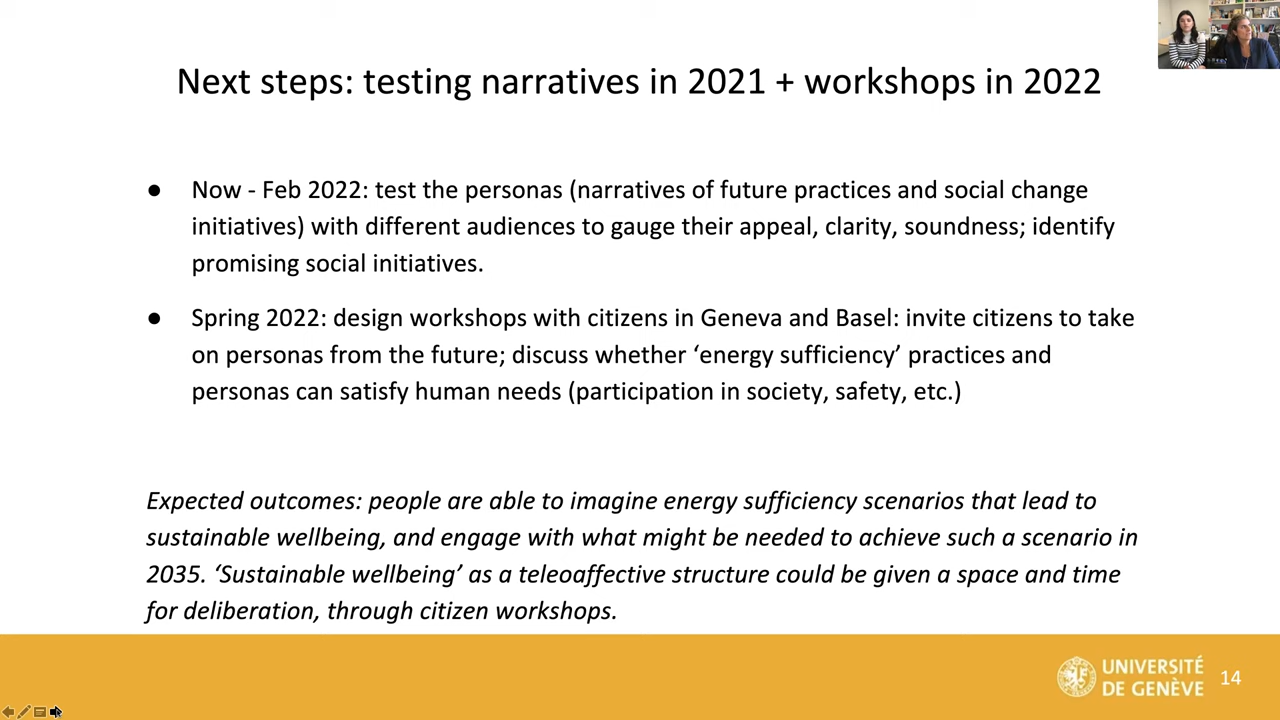 Next steps: testing narratives in 2021 + workshops in 2022
● Now - Feb 2022: test the personas (narratives of future practices and social change
initiatives) with different audiences to gauge their appeal, clarity, soundness; identify
promising social initiatives.
● Spring 2022: design workshops with citizens in Geneva and Basel: invite citizens to take
on personas from the future; discuss whether ‘energy sufficiency’ practices and
personas can satisfy human needs (participation in society, safety, etc.)
Expected outcomes: people are able to imagine energy sufficiency scenarios that lead to
sustainable wellbeing, and engage with what might be needed to achieve such a scenario in
2035. ‘Sustainable wellbeing’ as a teleoaffective structure could be given a space and time
for deliberation, through citizen workshops.
UNIVERSITÉ
DE GENÈVE
14